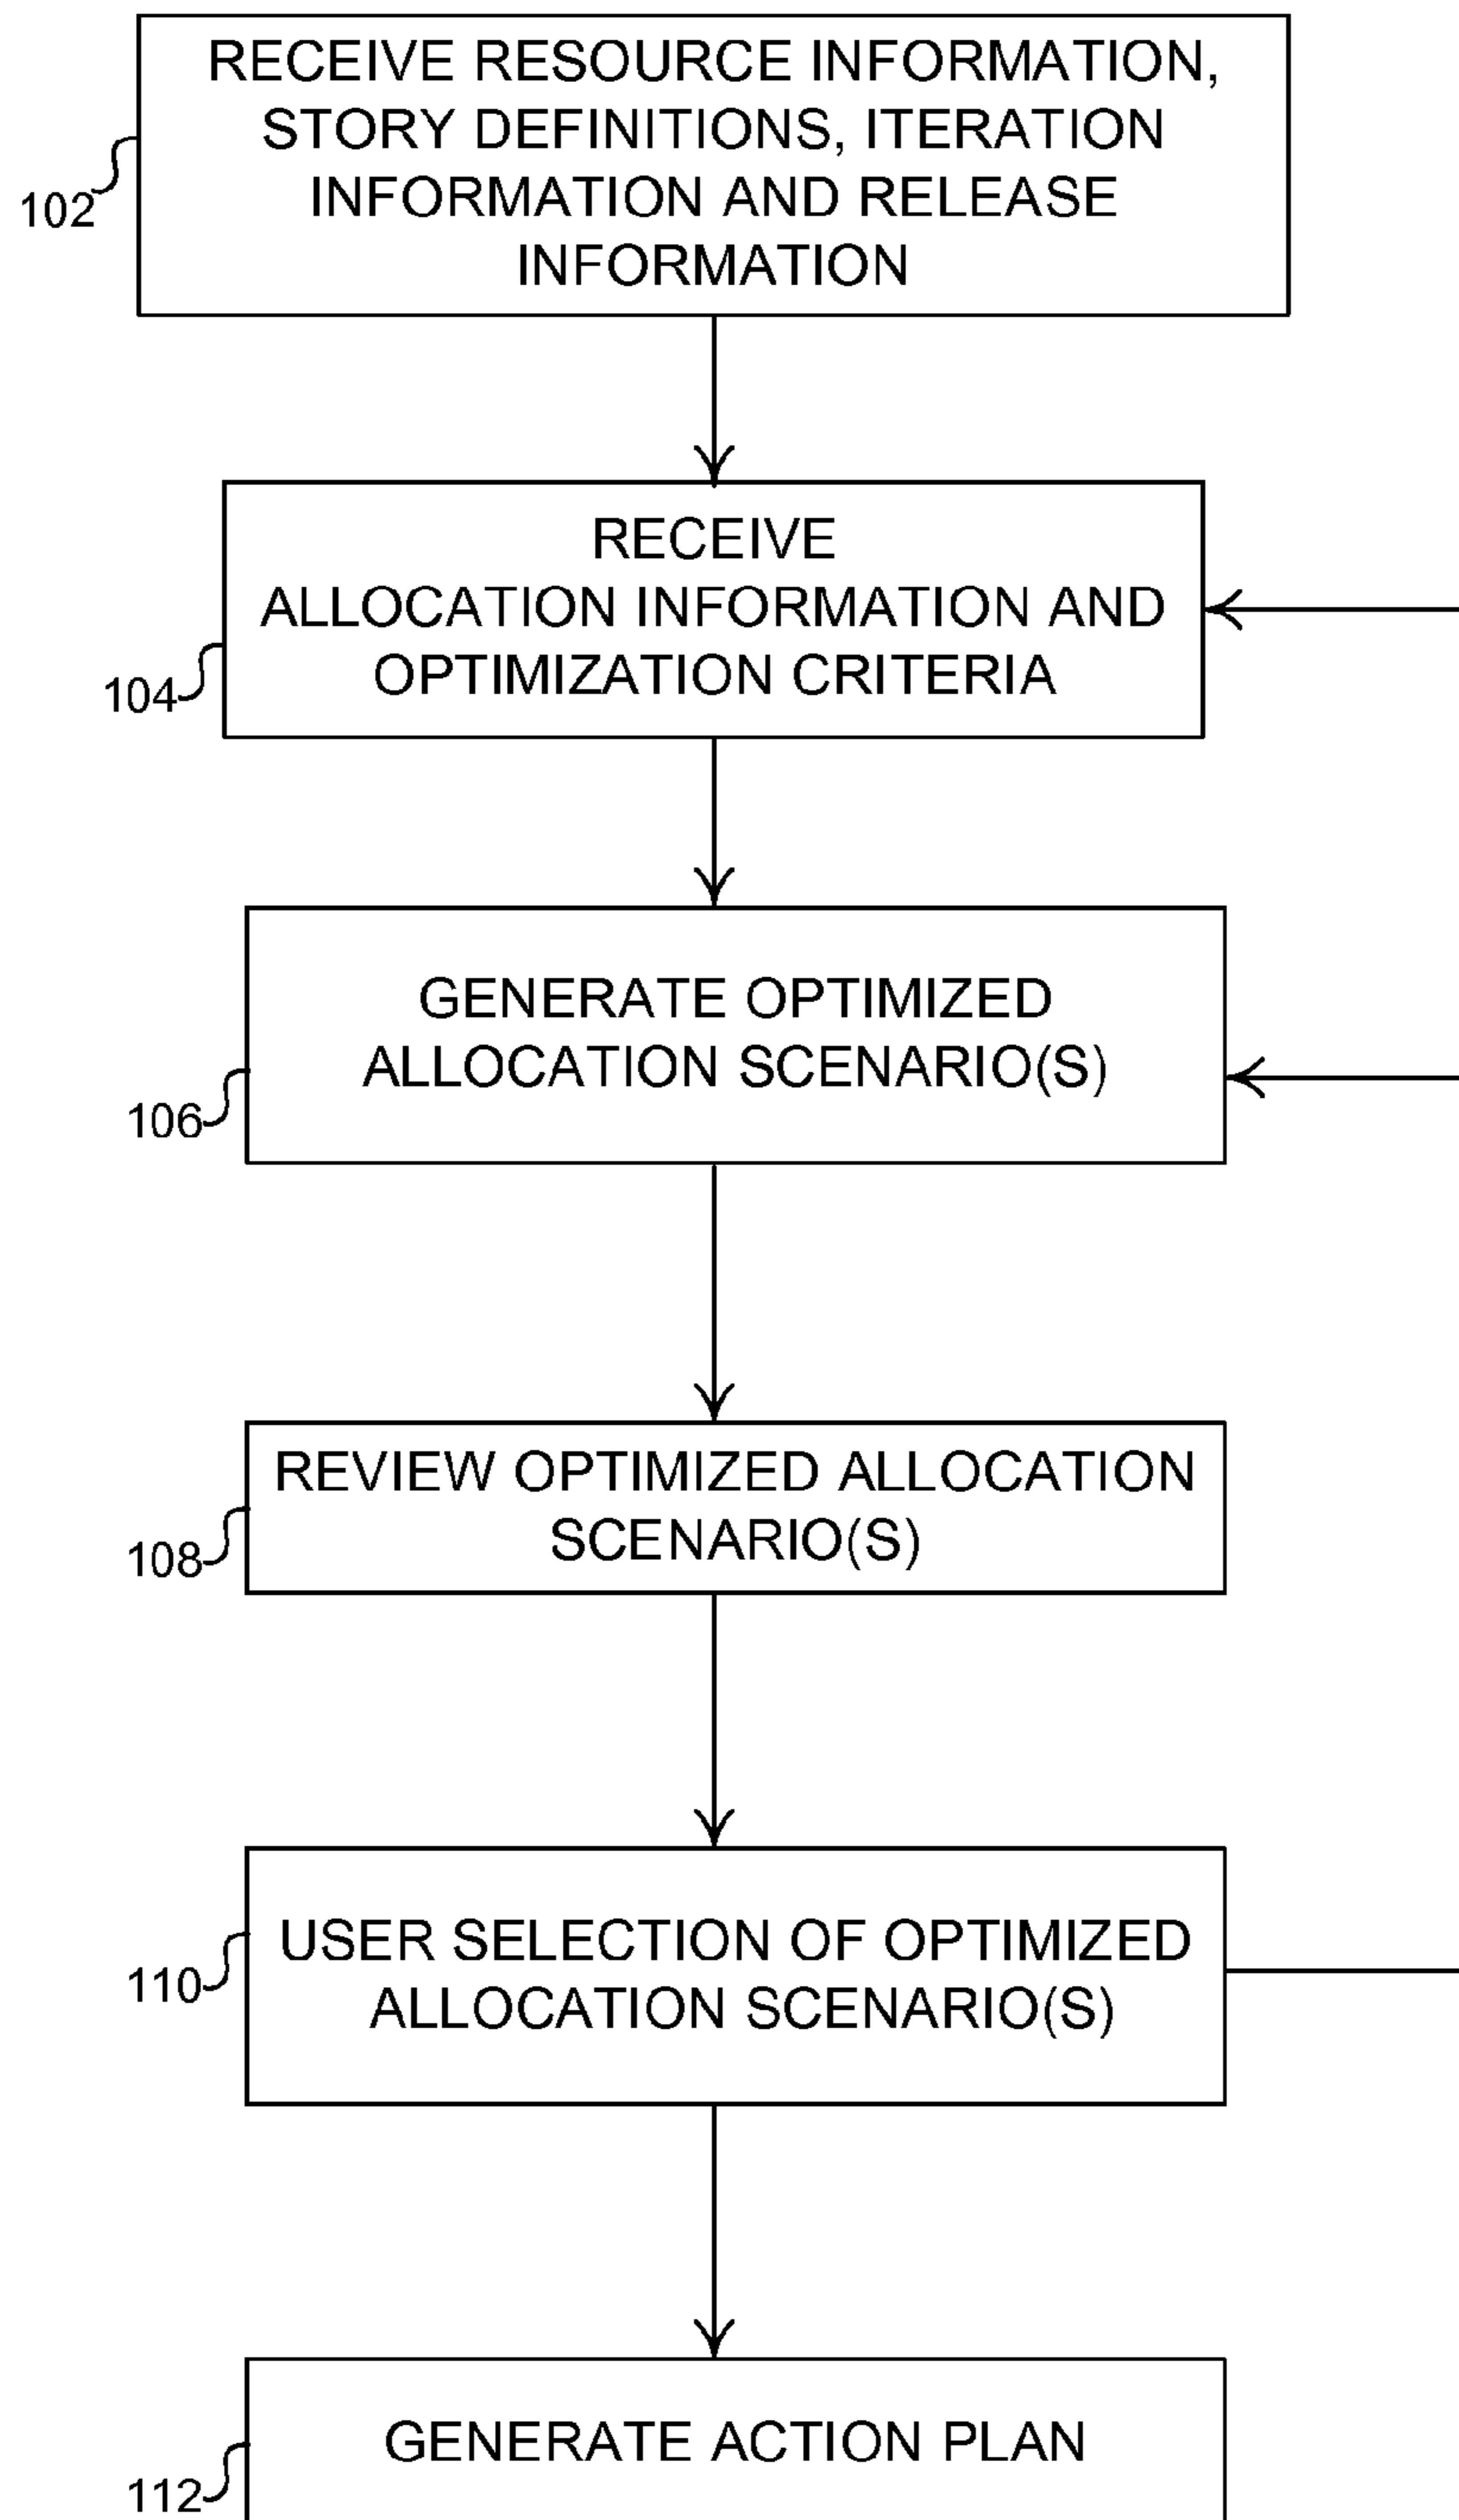 RECEIVE RESOURCE INFORMATION,
STORY DEFINITIONS, ITERATION
INFORMATION AND RELEASE
INFORMATION
102
RECEIVE
ALLOCATION INFORMATION AND
OPTIMIZATION CRITERIA
104
GENERATE OPTIMIZED
ALLOCATION SCENARIO(S)
106
REVIEW OPTIMIZED ALLOCATION
SCENARIO(S)
108
USER SELECTION OF OPTIMIZED
ALLOCATION SCENARIO(S)
110
GENERATE ACTION PLAN
112